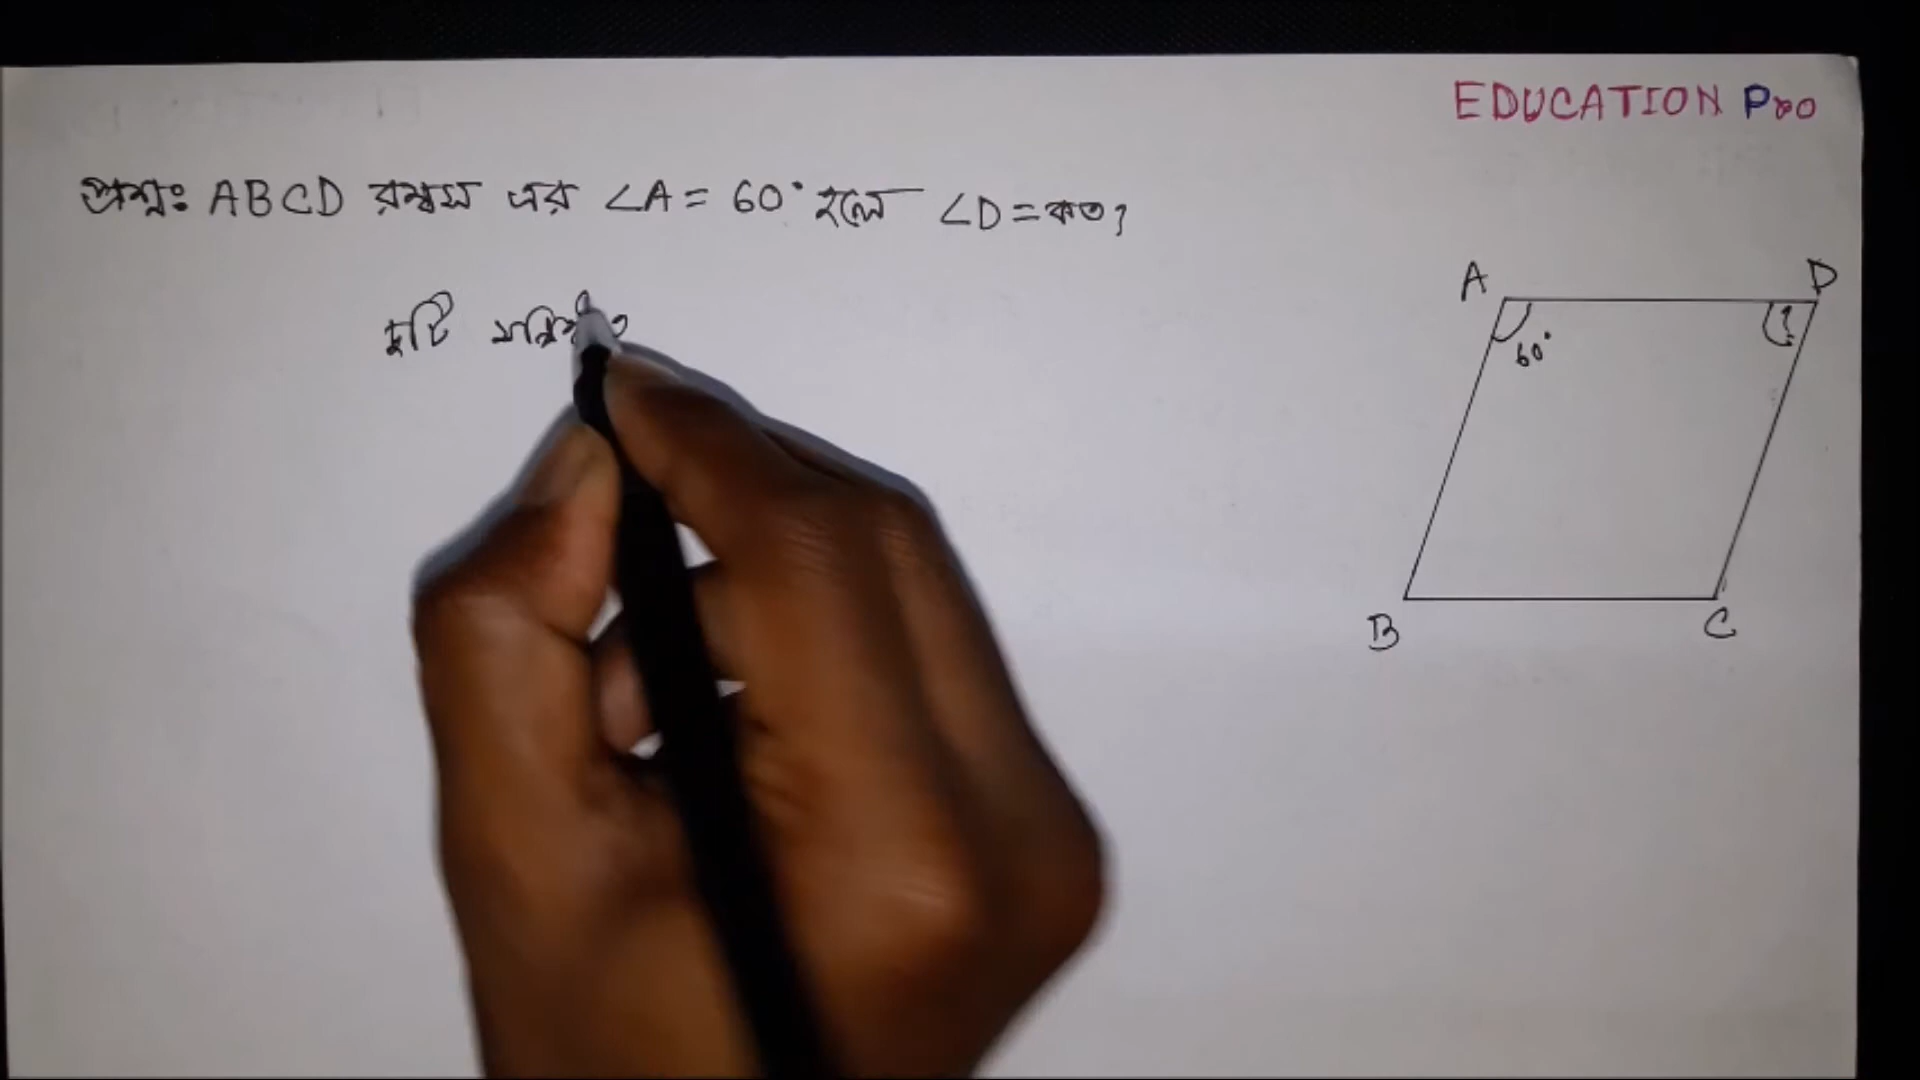 EDUCATION Pro
প্রশ্নঃ ABCD রম্বস এর ∠A = 60° হলে ∠D = কত?
দুটি সন্নিহিত
A D
60° ?
B C